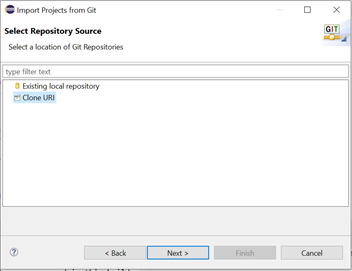 Import Projects from Git
Select Repository Source
Select a location of Git Repositories
GIT
type filter text
Existing local repository
Clone URI
< Back
Next >
Finish
Cancel